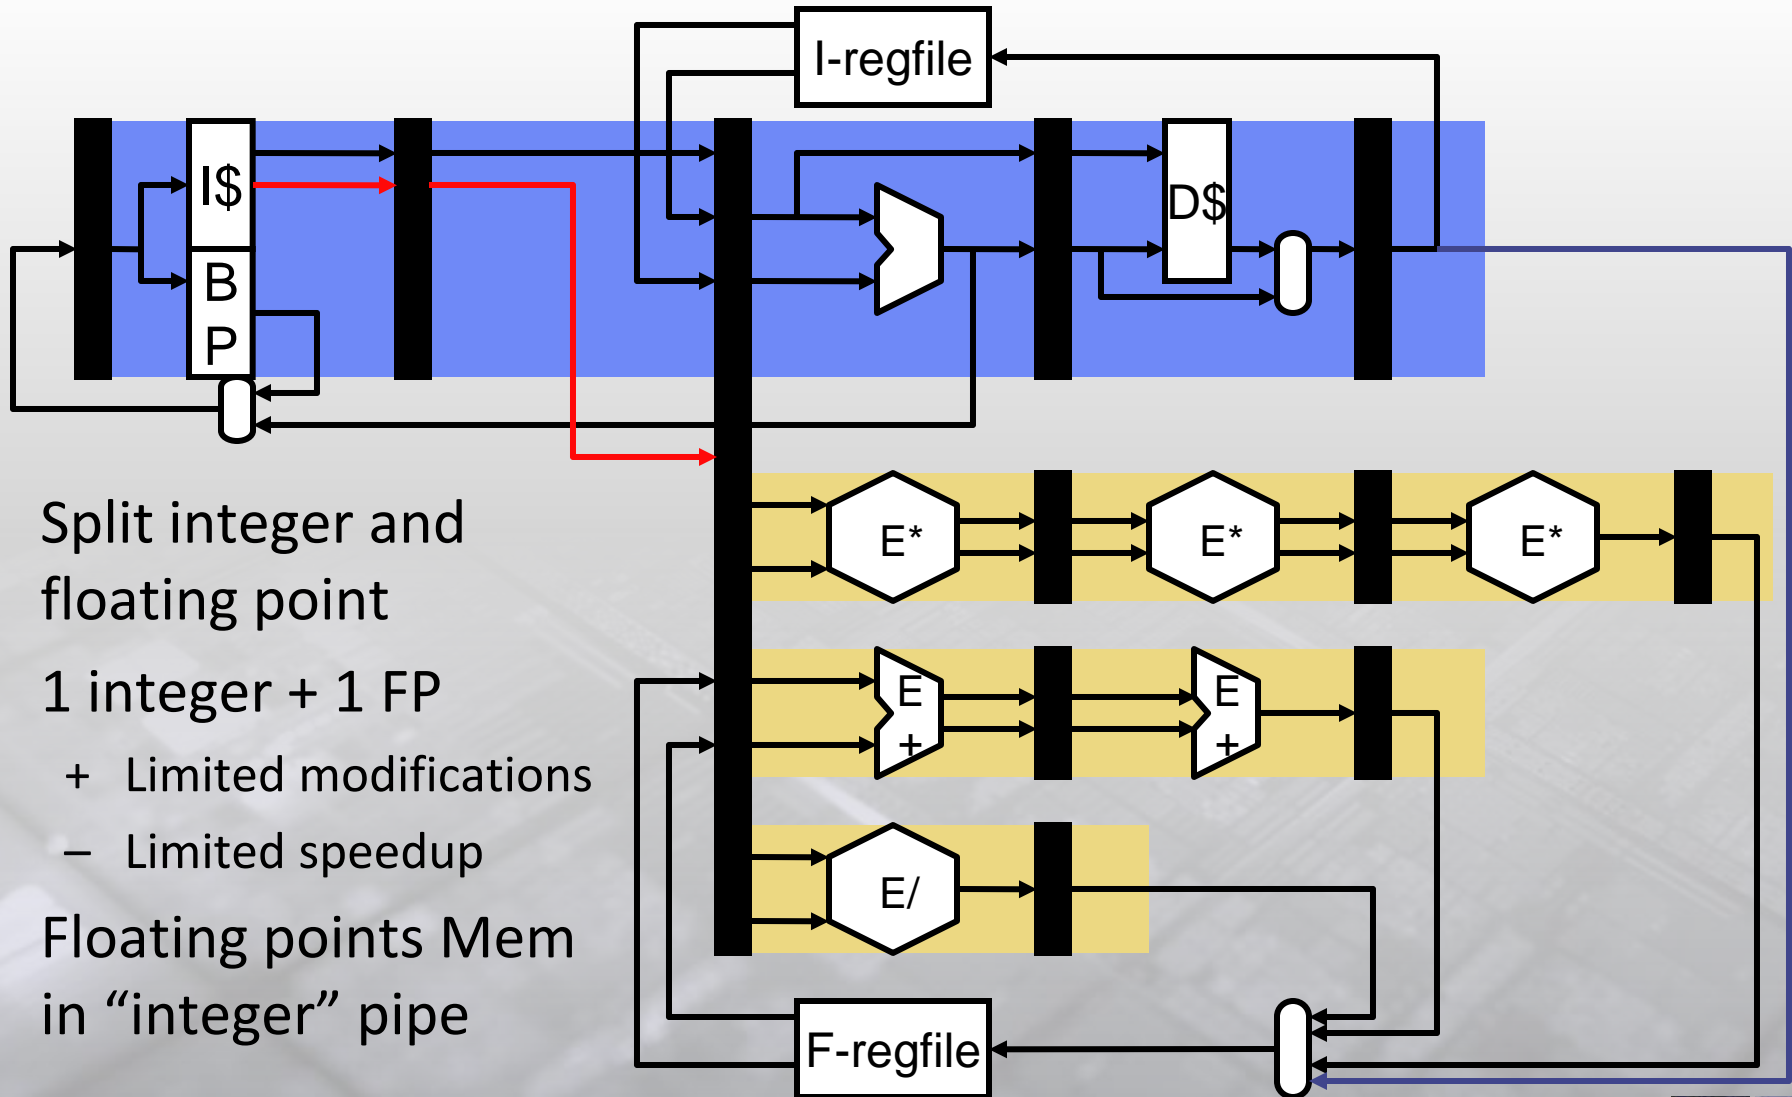 I-regfile
I$
B
P
D$
E*
E*
E*
E
+
E
+
E/
F-regfile
Split integer and
floating point
1 integer + 1 FP
+ Limited modifications
– Limited speedup
Floating points Mem
in “integer” pipe